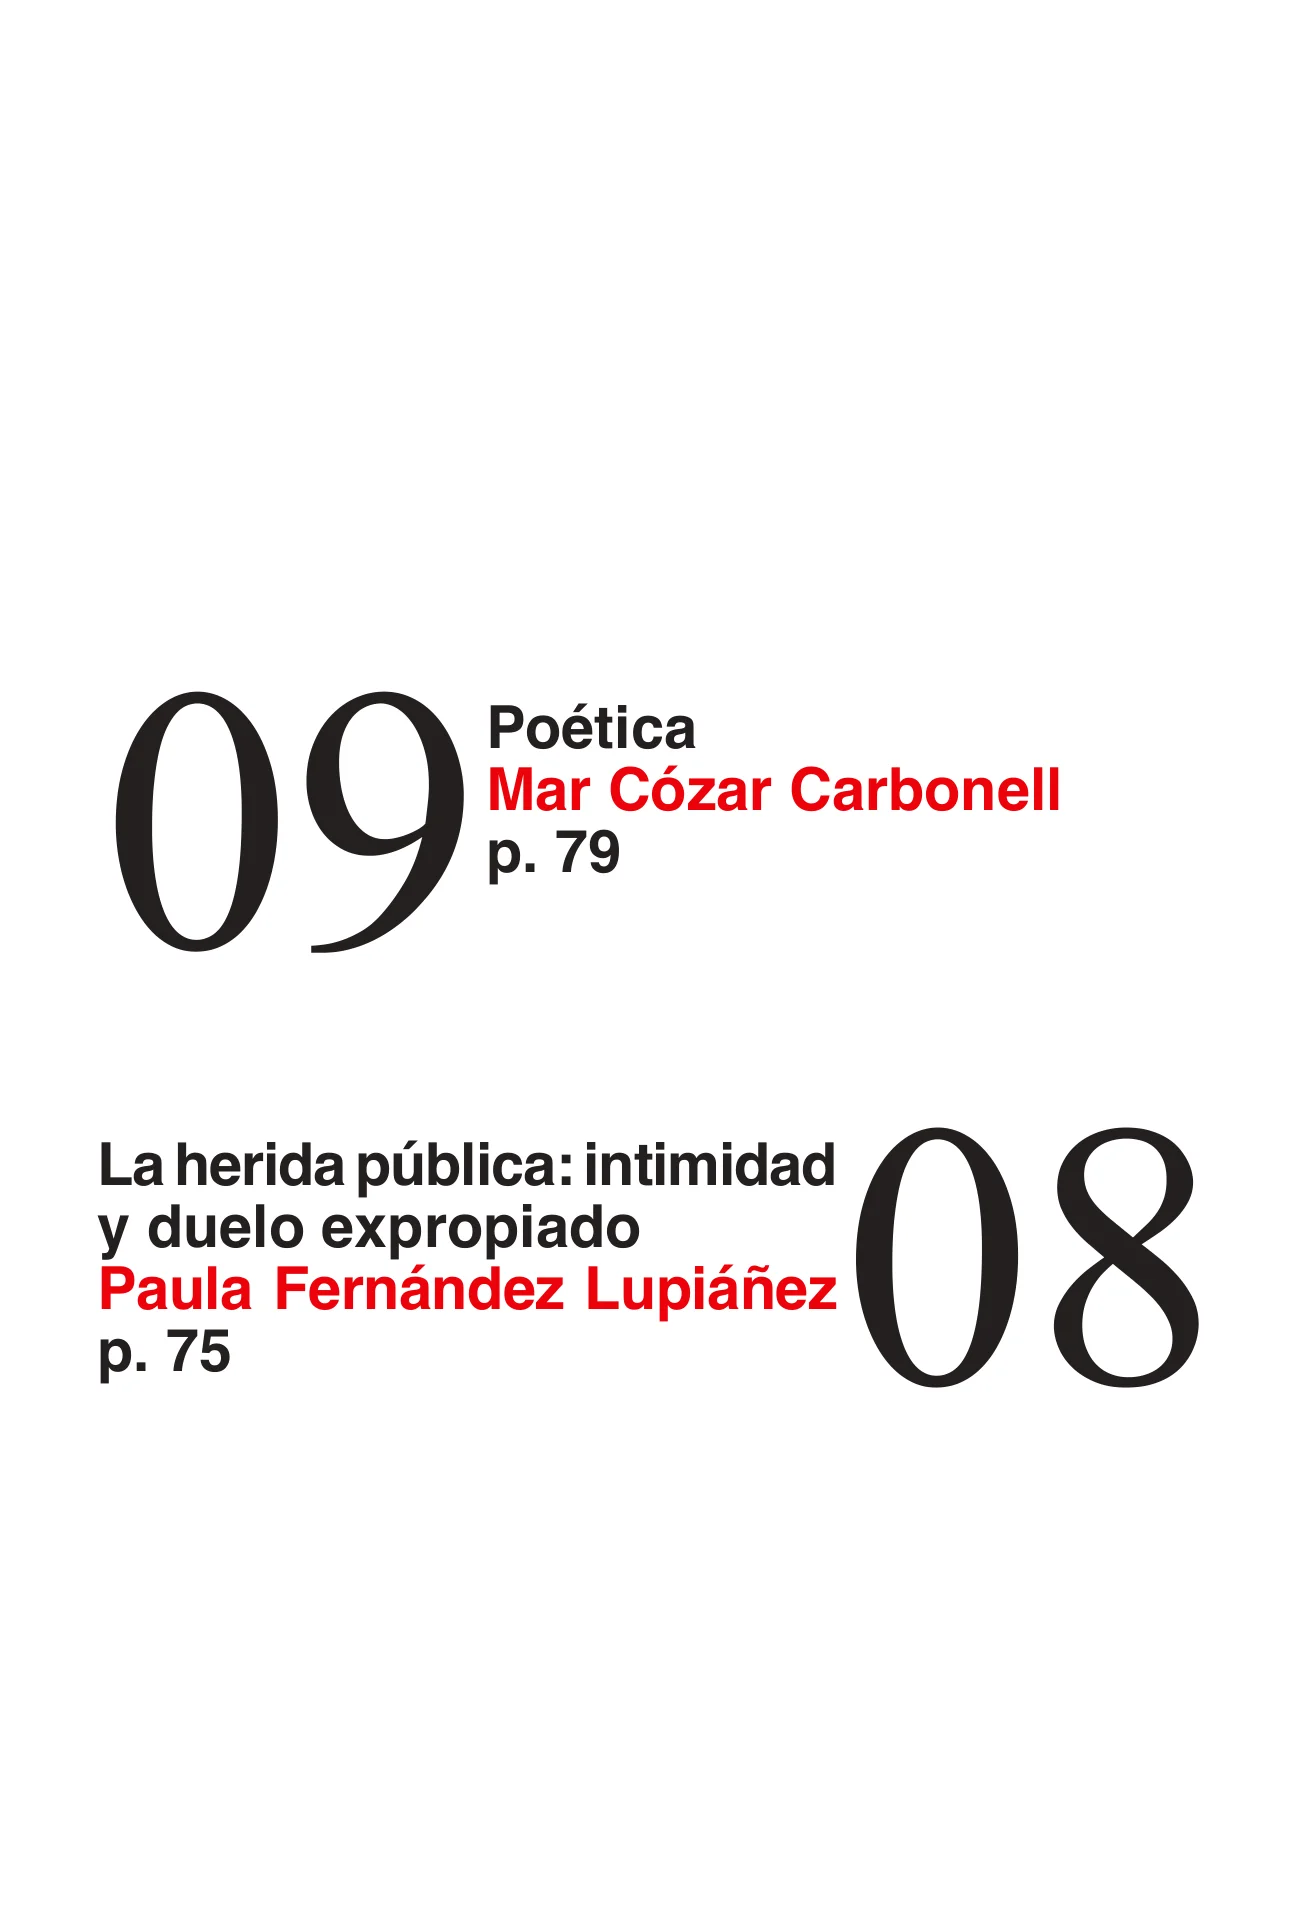 09
Poética
Mar Cózar Carbonell
p. 79
La herida pública: intimidad
y duelo expropiado
Paula Fernández Lupiáñez
p. 75
08